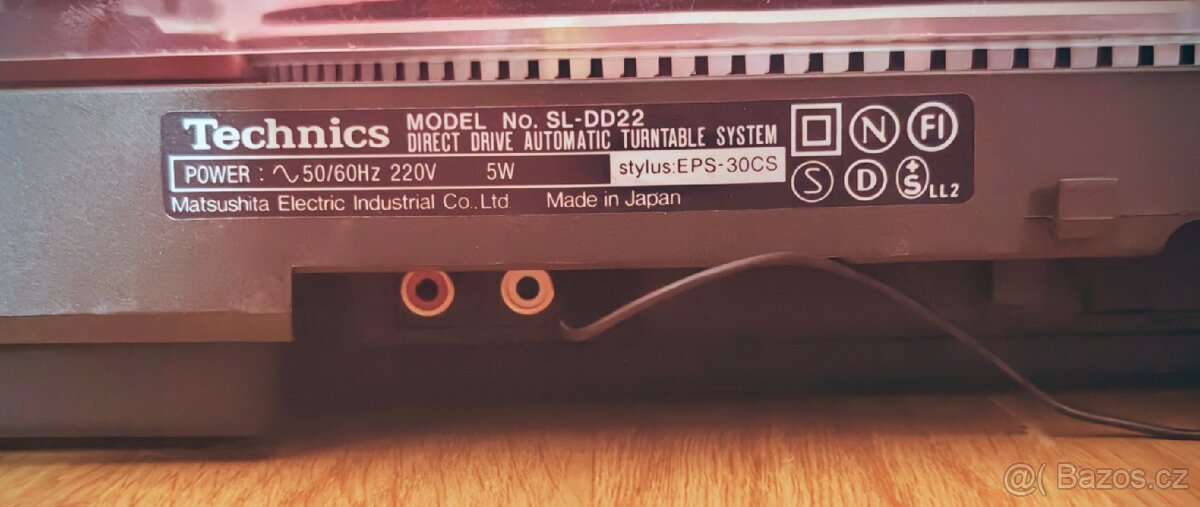 Technics MODEL No. SL-DD22
DIRECT DRIVE AUTOMATIC TURNTABLE SYSTEM
POWER : ∿ 50/60Hz 220V 5W stylus:EPS-30CS
Matsushita Electric Industrial Co.,Ltd Made in Japan
N FI
S D +S LL2
@( Bazos.cz